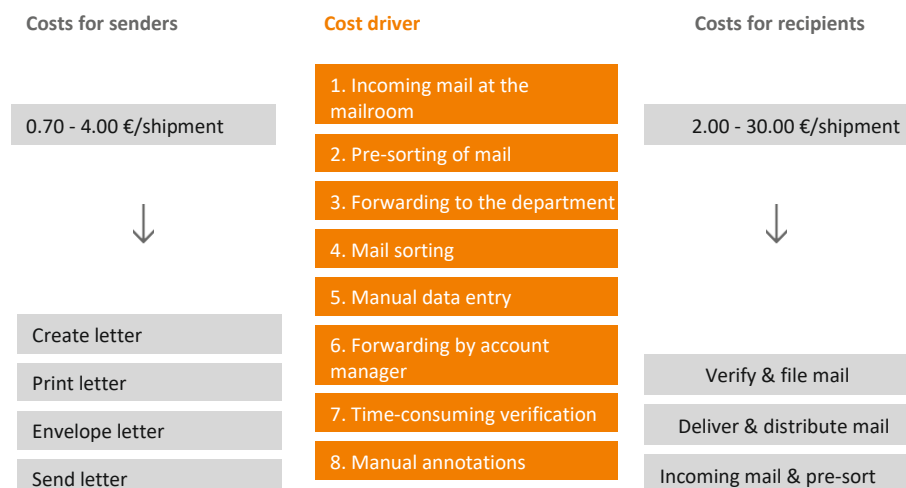 Costs for senders
0.70 - 4.00 €/shipment
Create letter
Print letter
Envelope letter
Send letter
Cost driver
1. Incoming mail at the
mailroom
2. Pre-sorting of mail
3. Forwarding to the department
4. Mail sorting
5. Manual data entry
6. Forwarding by account
manager
7. Time-consuming verification
8. Manual annotations
Costs for recipients
2.00 - 30.00 €/shipment
Verify & file mail
Deliver & distribute mail
Incoming mail & pre-sort